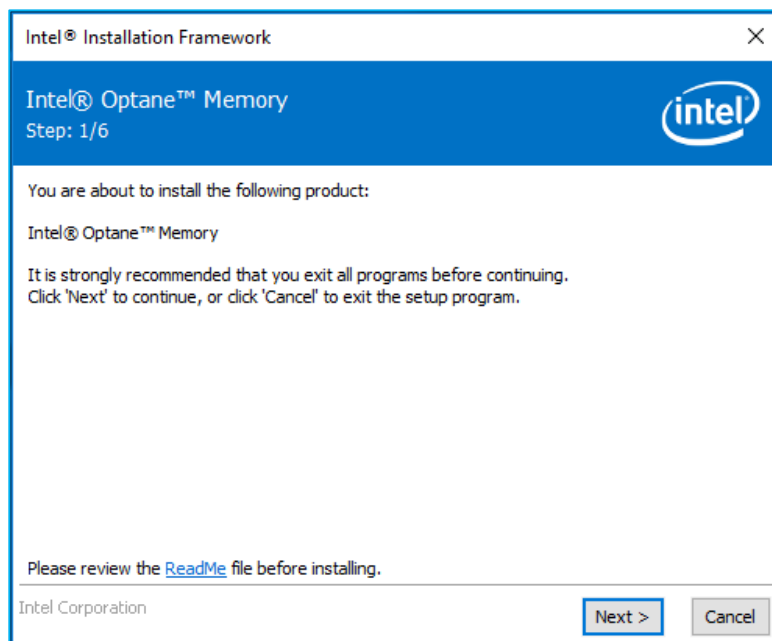 Intel® Installation Framework
Intel® Optane™ Memory
Step: 1/6
intel
You are about to install the following product:
Intel® Optane™ Memory
It is strongly recommended that you exit all programs before continuing.
Click 'Next' to continue, or click 'Cancel' to exit the setup program.
Please review the ReadMe file before installing.
Intel Corporation
Next >
Cancel